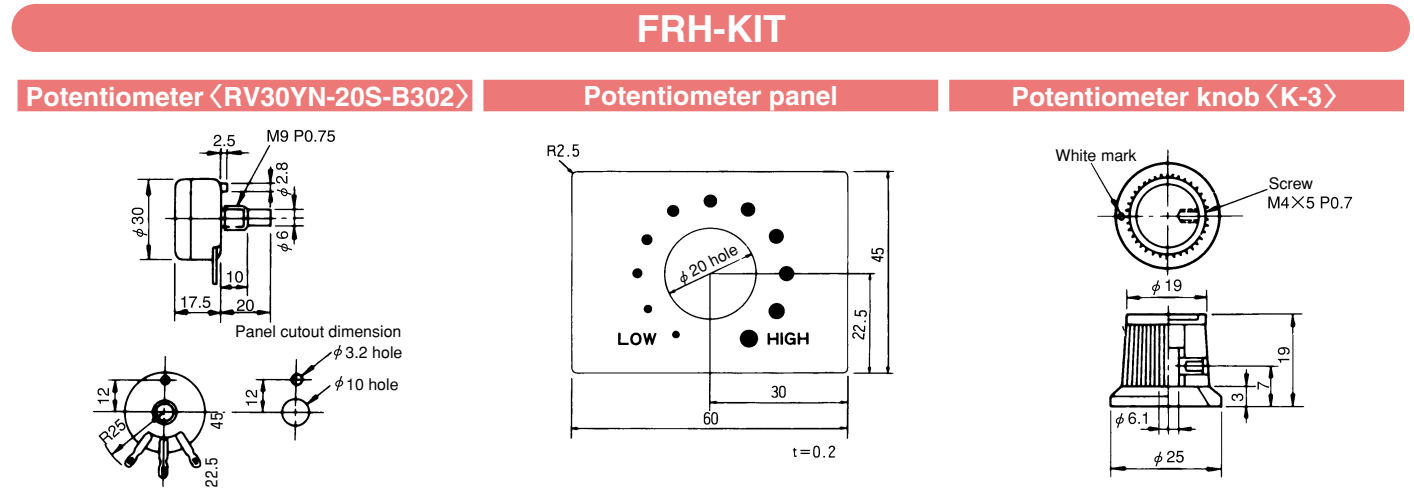 FRH-KIT
Potentiometer〈RV30YN-20S-B302〉
2.5
M9 P0.75
φ2.8
φ30
φ6
10
17.5
20
Panel cutout dimension
φ3.2 hole
φ10 hole
12
12
R25
45
22.5
Potentiometer panel
R2.5
φ20 hole
45
22.5
LOW
HIGH
30
60
t=0.2
Potentiometer knob〈K-3〉
White mark
Screw
M4×5 P0.7
φ19
19
7
3
φ6.1
φ25